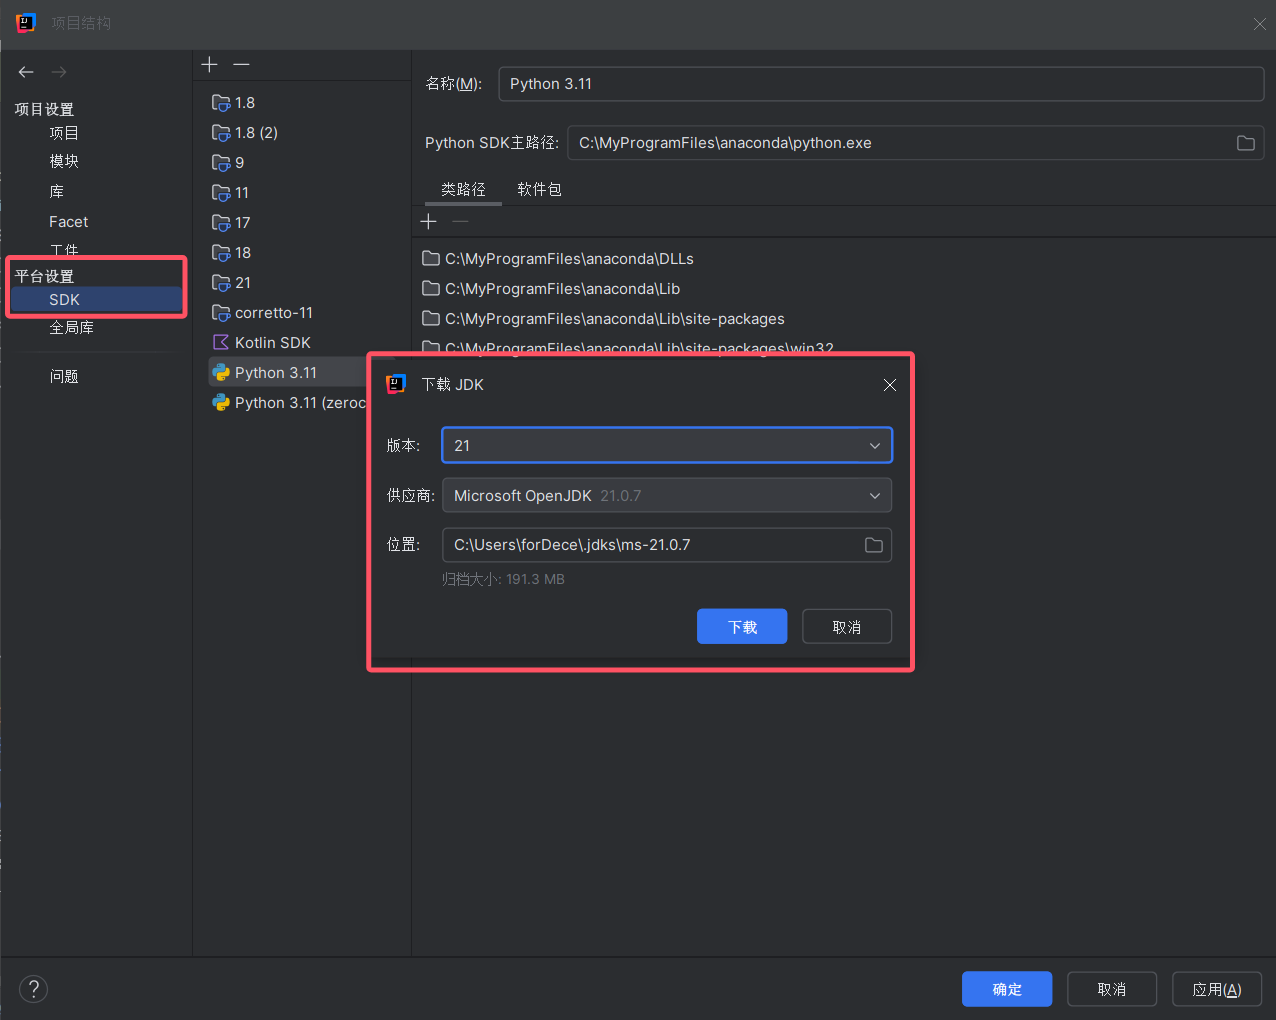 项目结构
项目设置
项目
模块
库
Facet
工件
平台设置
SDK
全局库
问题
1.8
1.8 (2)
9
11
17
18
21
corretto-11
Kotlin SDK
Python 3.11
Python 3.11 (zeroc
名称(M):
Python 3.11
Python SDK主路径:
C:\MyProgramFiles\anaconda\python.exe
类路径
软件包
C:\MyProgramFiles\anaconda\DLLs
C:\MyProgramFiles\anaconda\Lib
C:\MyProgramFiles\anaconda\Lib\site-packages
C:\MyProgramFiles\anaconda\Lib\site-packages\win32
下载 JDK
版本:
21
供应商:
Microsoft OpenJDK 21.0.7
位置:
C:\Users\forDece\.jdks\ms-21.0.7
归档大小: 191.3 MB
下载
取消
?
确定
取消
应用(A)